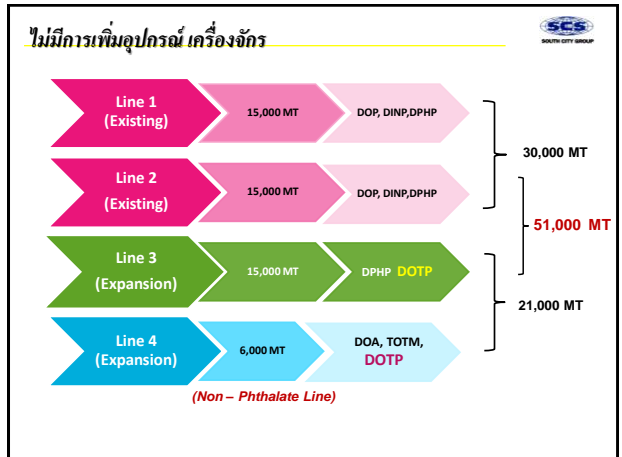 ไม่มีการเพิ่มอุปกรณ์ เครื่องจักร
SCS
SOUTH CITY GROUP
Line 1
(Existing)
15,000 MT
DOP, DINP,DPHP
Line 2
(Existing)
15,000 MT
DOP, DINP,DPHP
30,000 MT
Line 3
(Expansion)
15,000 MT
DPHP DOTP
51,000 MT
Line 4
(Expansion)
6,000 MT
DOA, TOTM,
DOTP
21,000 MT
(Non – Phthalate Line)